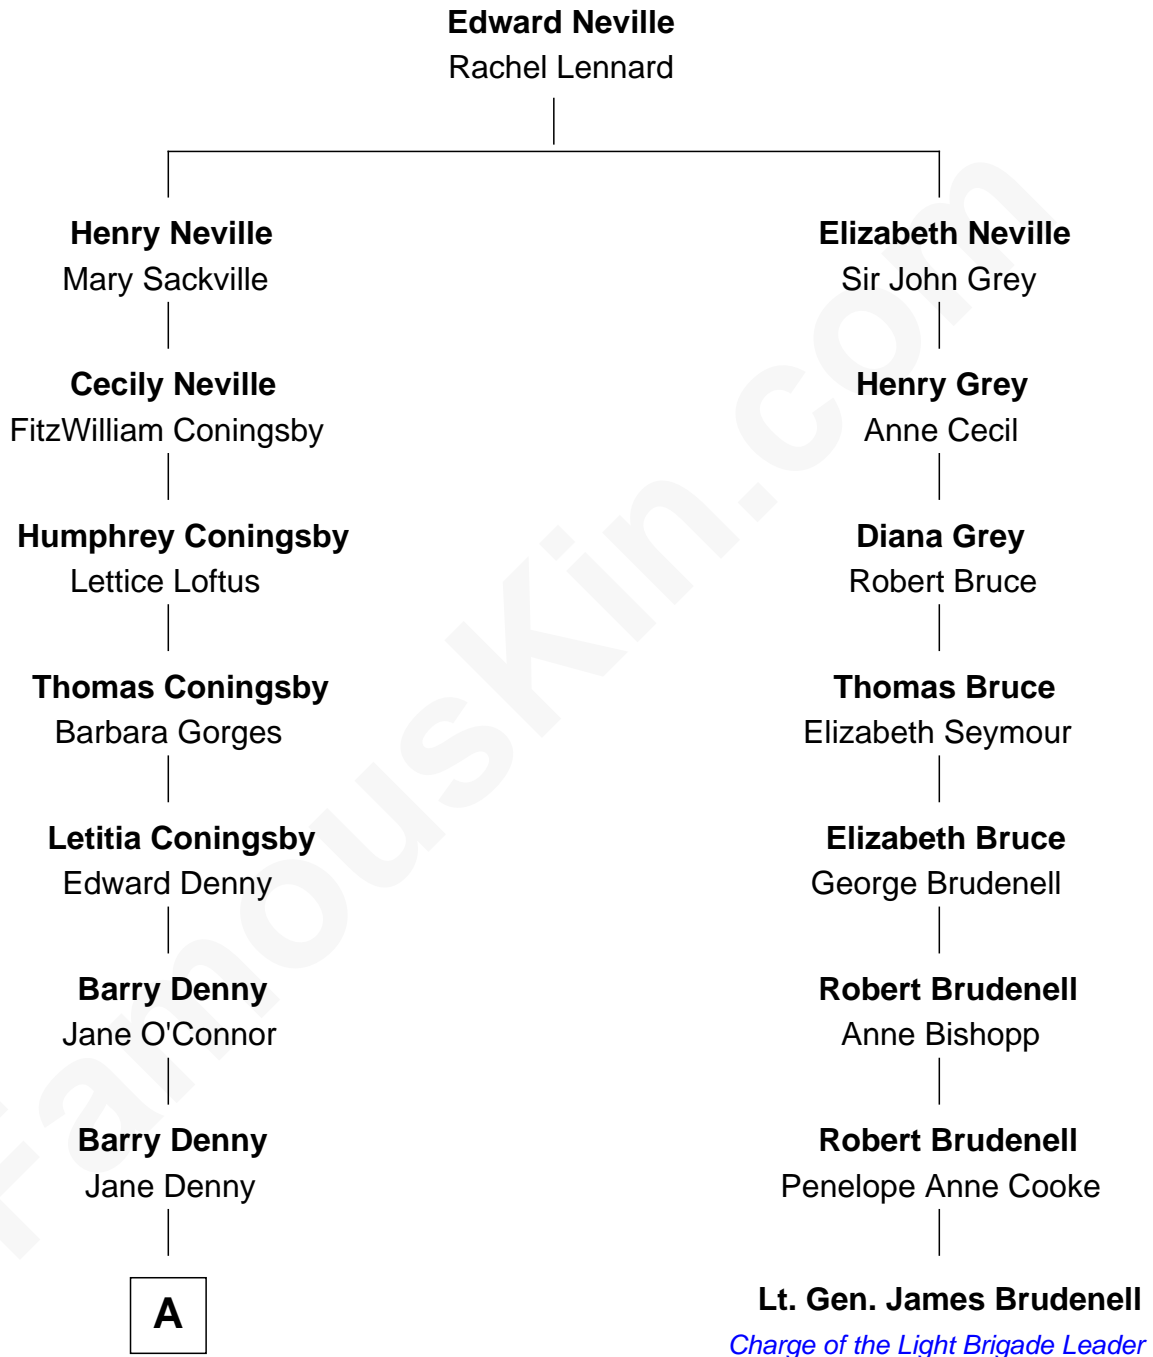 Edward Neville
Rachel Lennard
Henry Neville
Mary Sackville
Elizabeth Neville
Sir John Grey
Cecily Neville
FitzWilliam Coningsby
Henry Grey
Anne Cecil
Humphrey Coningsby
Lettice Loftus
Diana Grey
Robert Bruce
Thomas Coningsby
Barbara Gorges
Thomas Bruce
Elizabeth Seymour
Letitia Coningsby
Edward Denny
Elizabeth Bruce
George Brudenell
Barry Denny
Jane O'Connor
Robert Brudenell
Anne Bishopp
Barry Denny
Jane Denny
Robert Brudenell
Penelope Anne Cooke
A
Lt. Gen. James Brudenell
Charge of the Light Brigade Leader
FamousKin.com